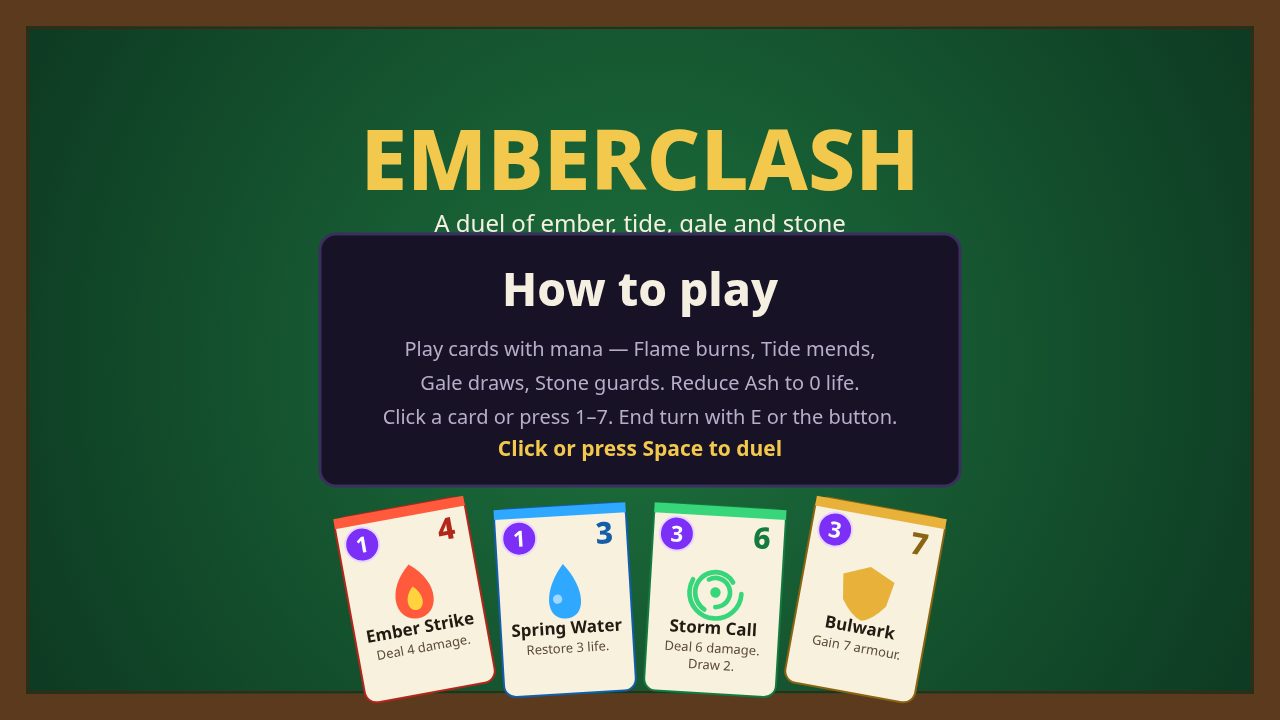 EMBERCLASH
A duel of ember, tide, gale and stone
How to play
Play cards with mana — Flame burns, Tide mends,
Gale draws, Stone guards. Reduce Ash to 0 life.
Click a card or press 1–7. End turn with E or the button.
Click or press Space to duel
1
4
Ember Strike
Deal 4 damage.
1
3
Spring Water
Restore 3 life.
3
6
Storm Call
Deal 6 damage.
Draw 2.
3
7
Bulwark
Gain 7 armour.